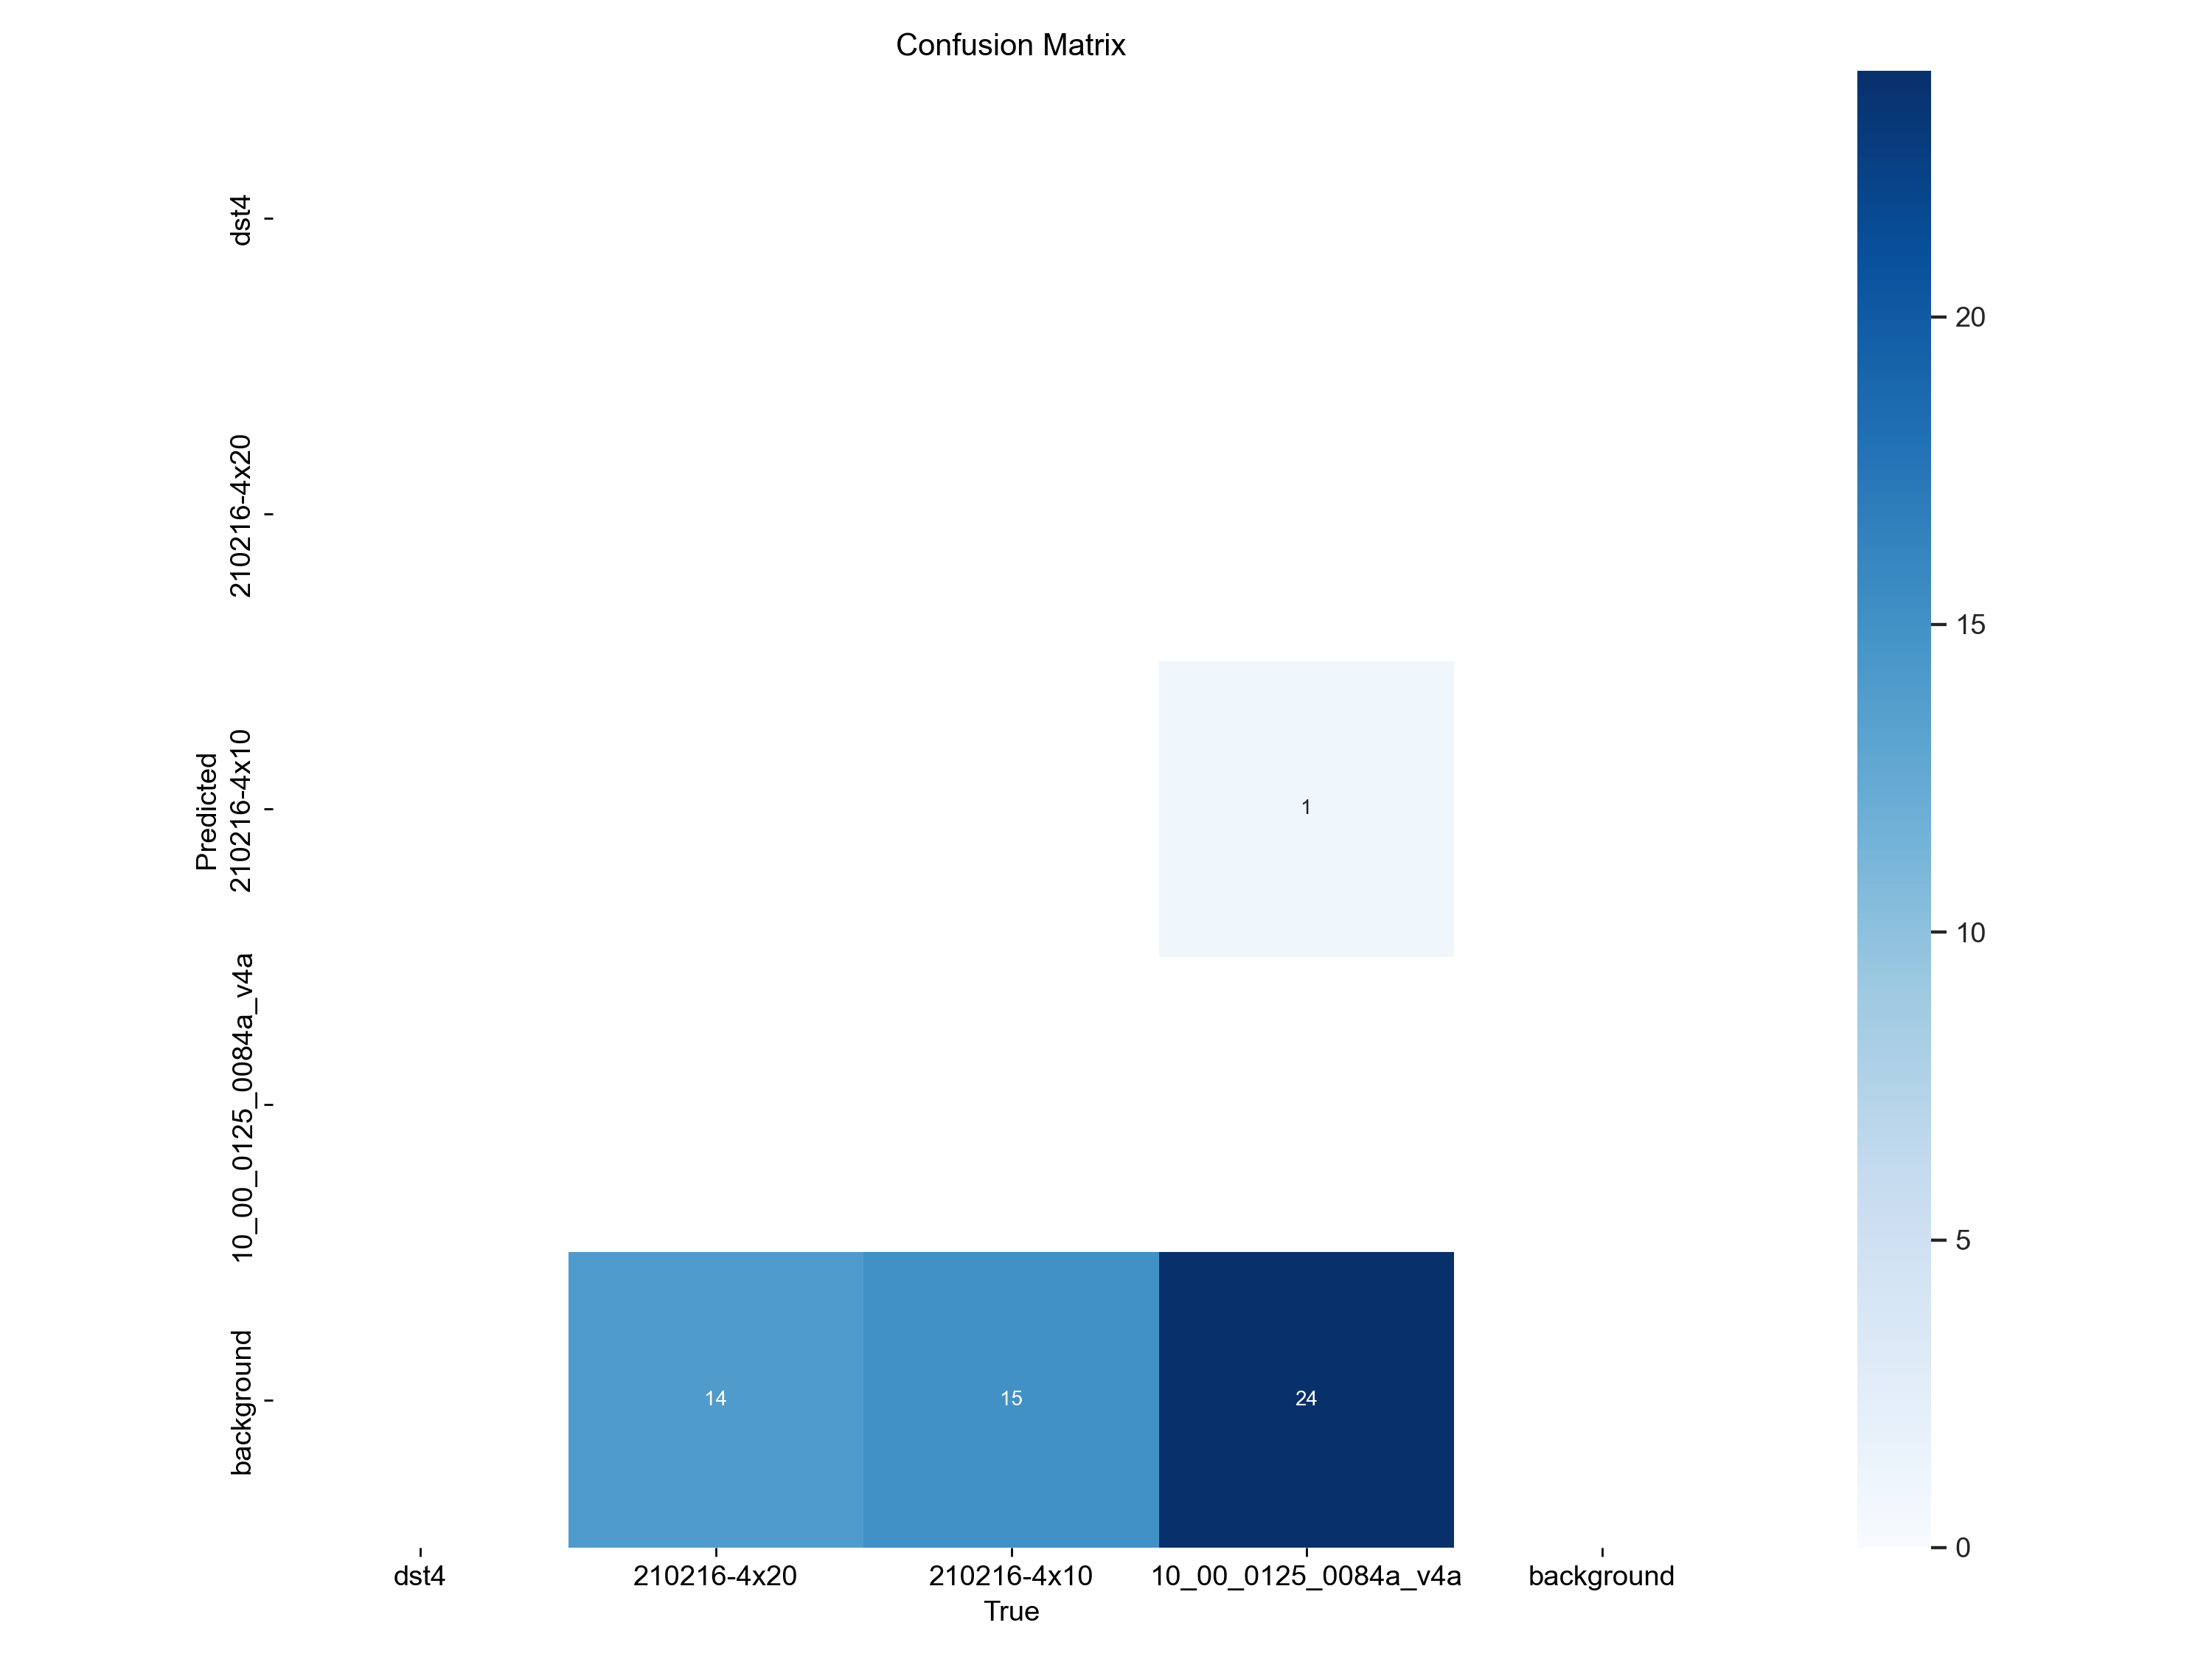 Confusion Matrix
Predicted
dst4
210216-4x20
210216-4x10
10_00_0125_0084a_v4a
background
1
14
15
24
dst4
210216-4x20
210216-4x10
10_00_0125_0084a_v4a
background
True
20
15
10
5
0